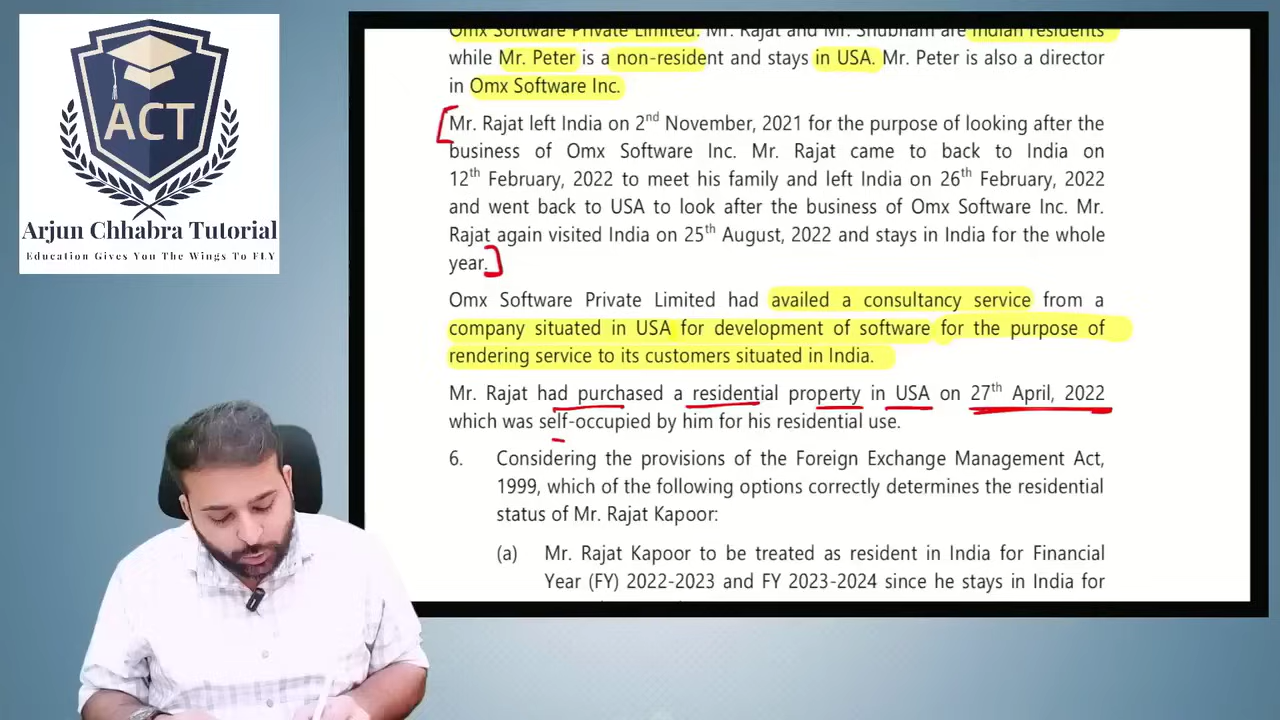 ACT
Arjun Chhabra Tutorial
Education Gives You The Wings To FLY
Omx Software Private Limited. Mr. Rajat and Mr. Shubham are Indian residents
while Mr. Peter is a non-resident and stays in USA. Mr. Peter is also a director
in Omx Software Inc.
Mr. Rajat left India on 2nd November, 2021 for the purpose of looking after the
business of Omx Software Inc. Mr. Rajat came to back to India on
12th February, 2022 to meet his family and left India on 26th February, 2022
and went back to USA to look after the business of Omx Software Inc. Mr.
Rajat again visited India on 25th August, 2022 and stays in India for the whole
year.
Omx Software Private Limited had availed a consultancy service from a
company situated in USA for development of software for the purpose of
rendering service to its customers situated in India.
Mr. Rajat had purchased a residential property in USA on 27th April, 2022
which was self-occupied by him for his residential use.
6. Considering the provisions of the Foreign Exchange Management Act,
1999, which of the following options correctly determines the residential
status of Mr. Rajat Kapoor:
(a) Mr. Rajat Kapoor to be treated as resident in India for Financial
Year (FY) 2022-2023 and FY 2023-2024 since he stays in India for